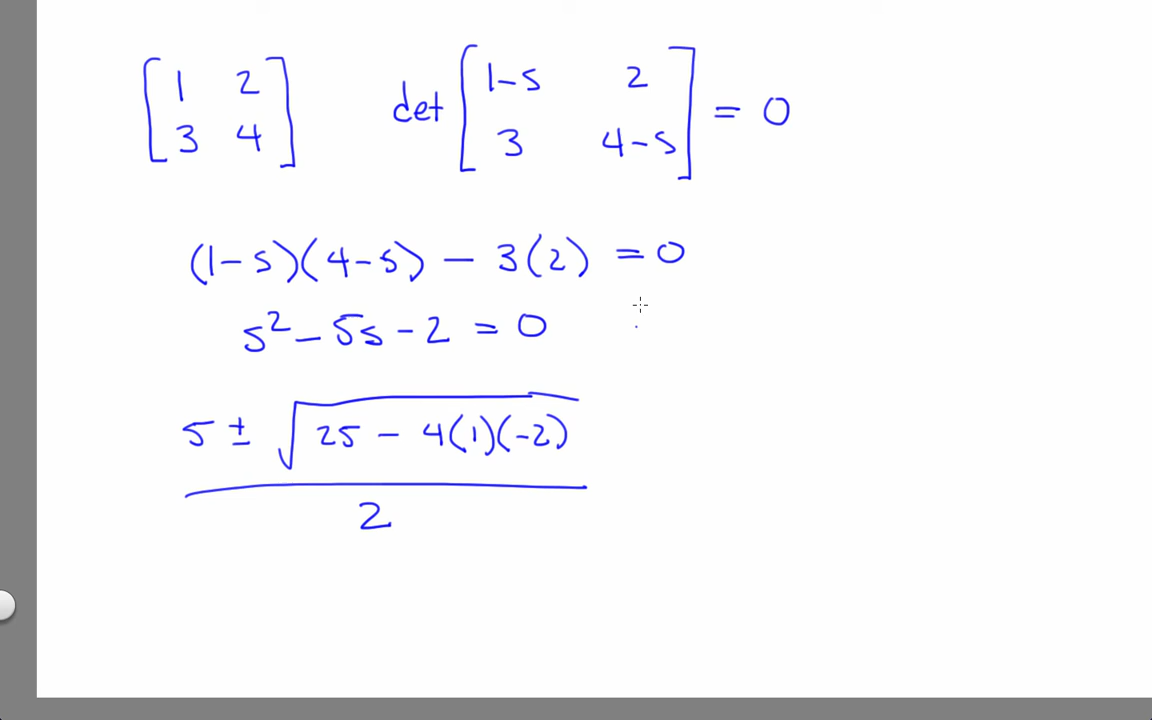 [1 2; 3 4] det [1-s 2; 3 4-s] = 0
(1-s)(4-s) - 3(2) = 0
s² - 5s - 2 = 0
5 ± √25 - 4(1)(-2)
2